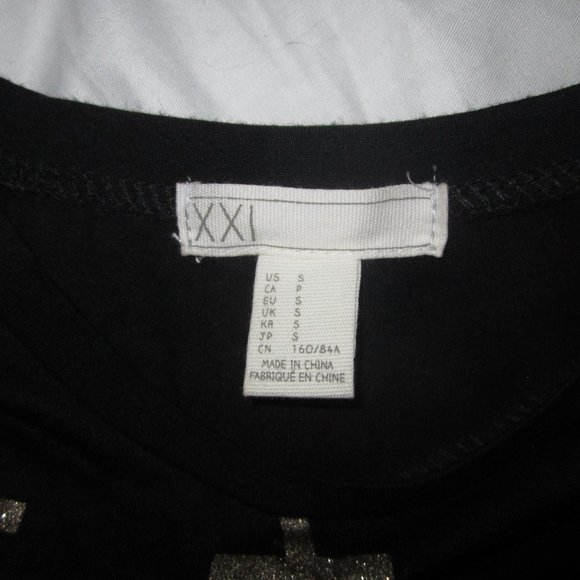 XXI
US S
CA P
EU S
UK S
KR S
JP S
CN 160/84A
MADE IN CHINA
FABRIQUÉ EN CHINE